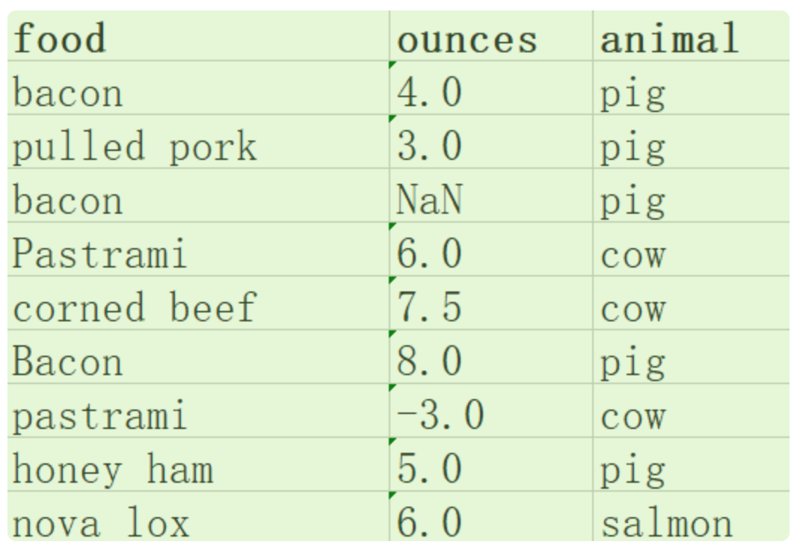 food ounces animal
bacon 4.0 pig
pulled pork 3.0 pig
bacon NaN pig
Pastrami 6.0 cow
corned beef 7.5 cow
Bacon 8.0 pig
pastrami -3.0 cow
honey ham 5.0 pig
nova lox 6.0 salmon